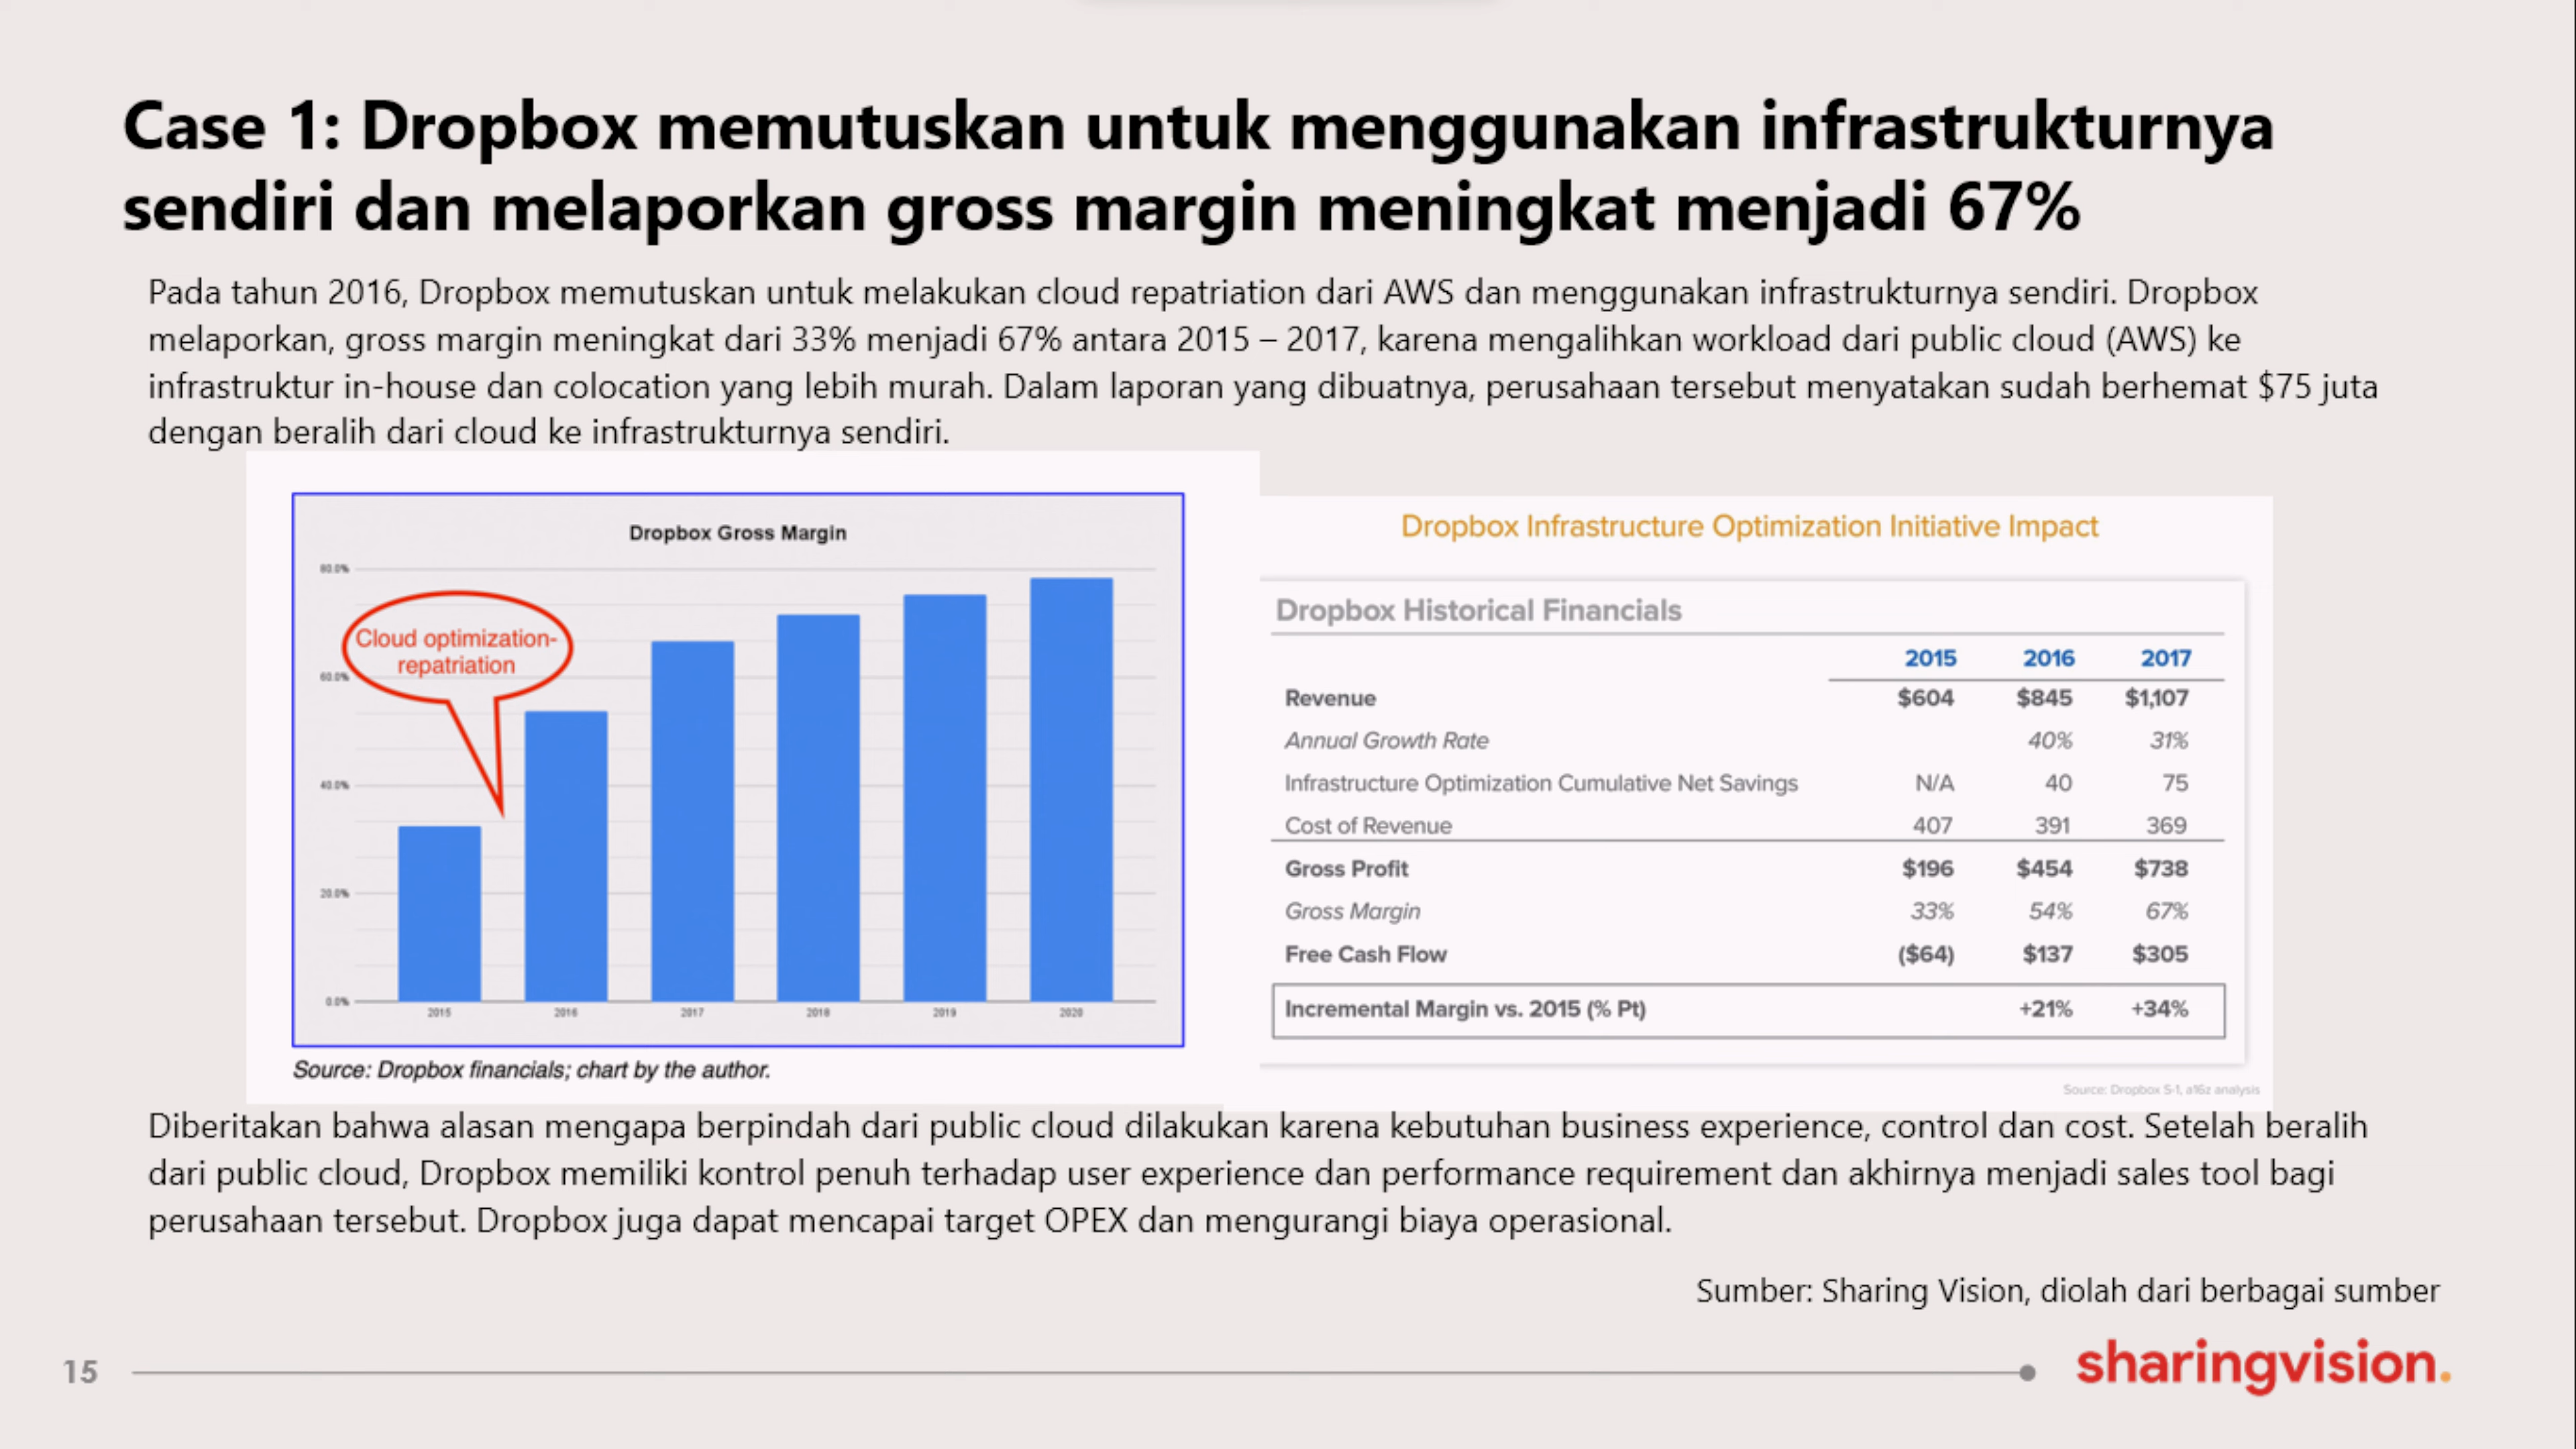 Case 1: Dropbox memutuskan untuk menggunakan infrastrukturnya
sendiri dan melaporkan gross margin meningkat menjadi 67%
Pada tahun 2016, Dropbox memutuskan untuk melakukan cloud repatriation dari AWS dan menggunakan infrastrukturnya sendiri. Dropbox
melaporkan, gross margin meningkat dari 33% menjadi 67% antara 2015 – 2017, karena mengalihkan workload dari public cloud (AWS) ke
infrastruktur in-house dan colocation yang lebih murah. Dalam laporan yang dibuatnya, perusahaan tersebut menyatakan sudah berhemat $75 juta
dengan beralih dari cloud ke infrastrukturnya sendiri.
Dropbox Gross Margin
80.0%
Cloud optimization-
repatriation
60.0%
40.0%
20.0%
0.0%
2015 2016 2017 2018 2019 2020
Source: Dropbox financials; chart by the author.
Dropbox Infrastructure Optimization Initiative Impact
Dropbox Historical Financials
2015 2016 2017
Revenue $604 $845 $1,107
Annual Growth Rate 40% 31%
Infrastructure Optimization Cumulative Net Savings N/A 40 75
Cost of Revenue 407 391 369
Gross Profit $196 $454 $738
Gross Margin 33% 54% 67%
Free Cash Flow ($64) $137 $305
Incremental Margin vs. 2015 (% Pt) +21% +34%
Source: Dropbox S-1, a16z analysis
Diberitakan bahwa alasan mengapa berpindah dari public cloud dilakukan karena kebutuhan business experience, control dan cost. Setelah beralih
dari public cloud, Dropbox memiliki kontrol penuh terhadap user experience dan performance requirement dan akhirnya menjadi sales tool bagi
perusahaan tersebut. Dropbox juga dapat mencapai target OPEX dan mengurangi biaya operasional.
Sumber: Sharing Vision, diolah dari berbagai sumber
15
sharingvision.